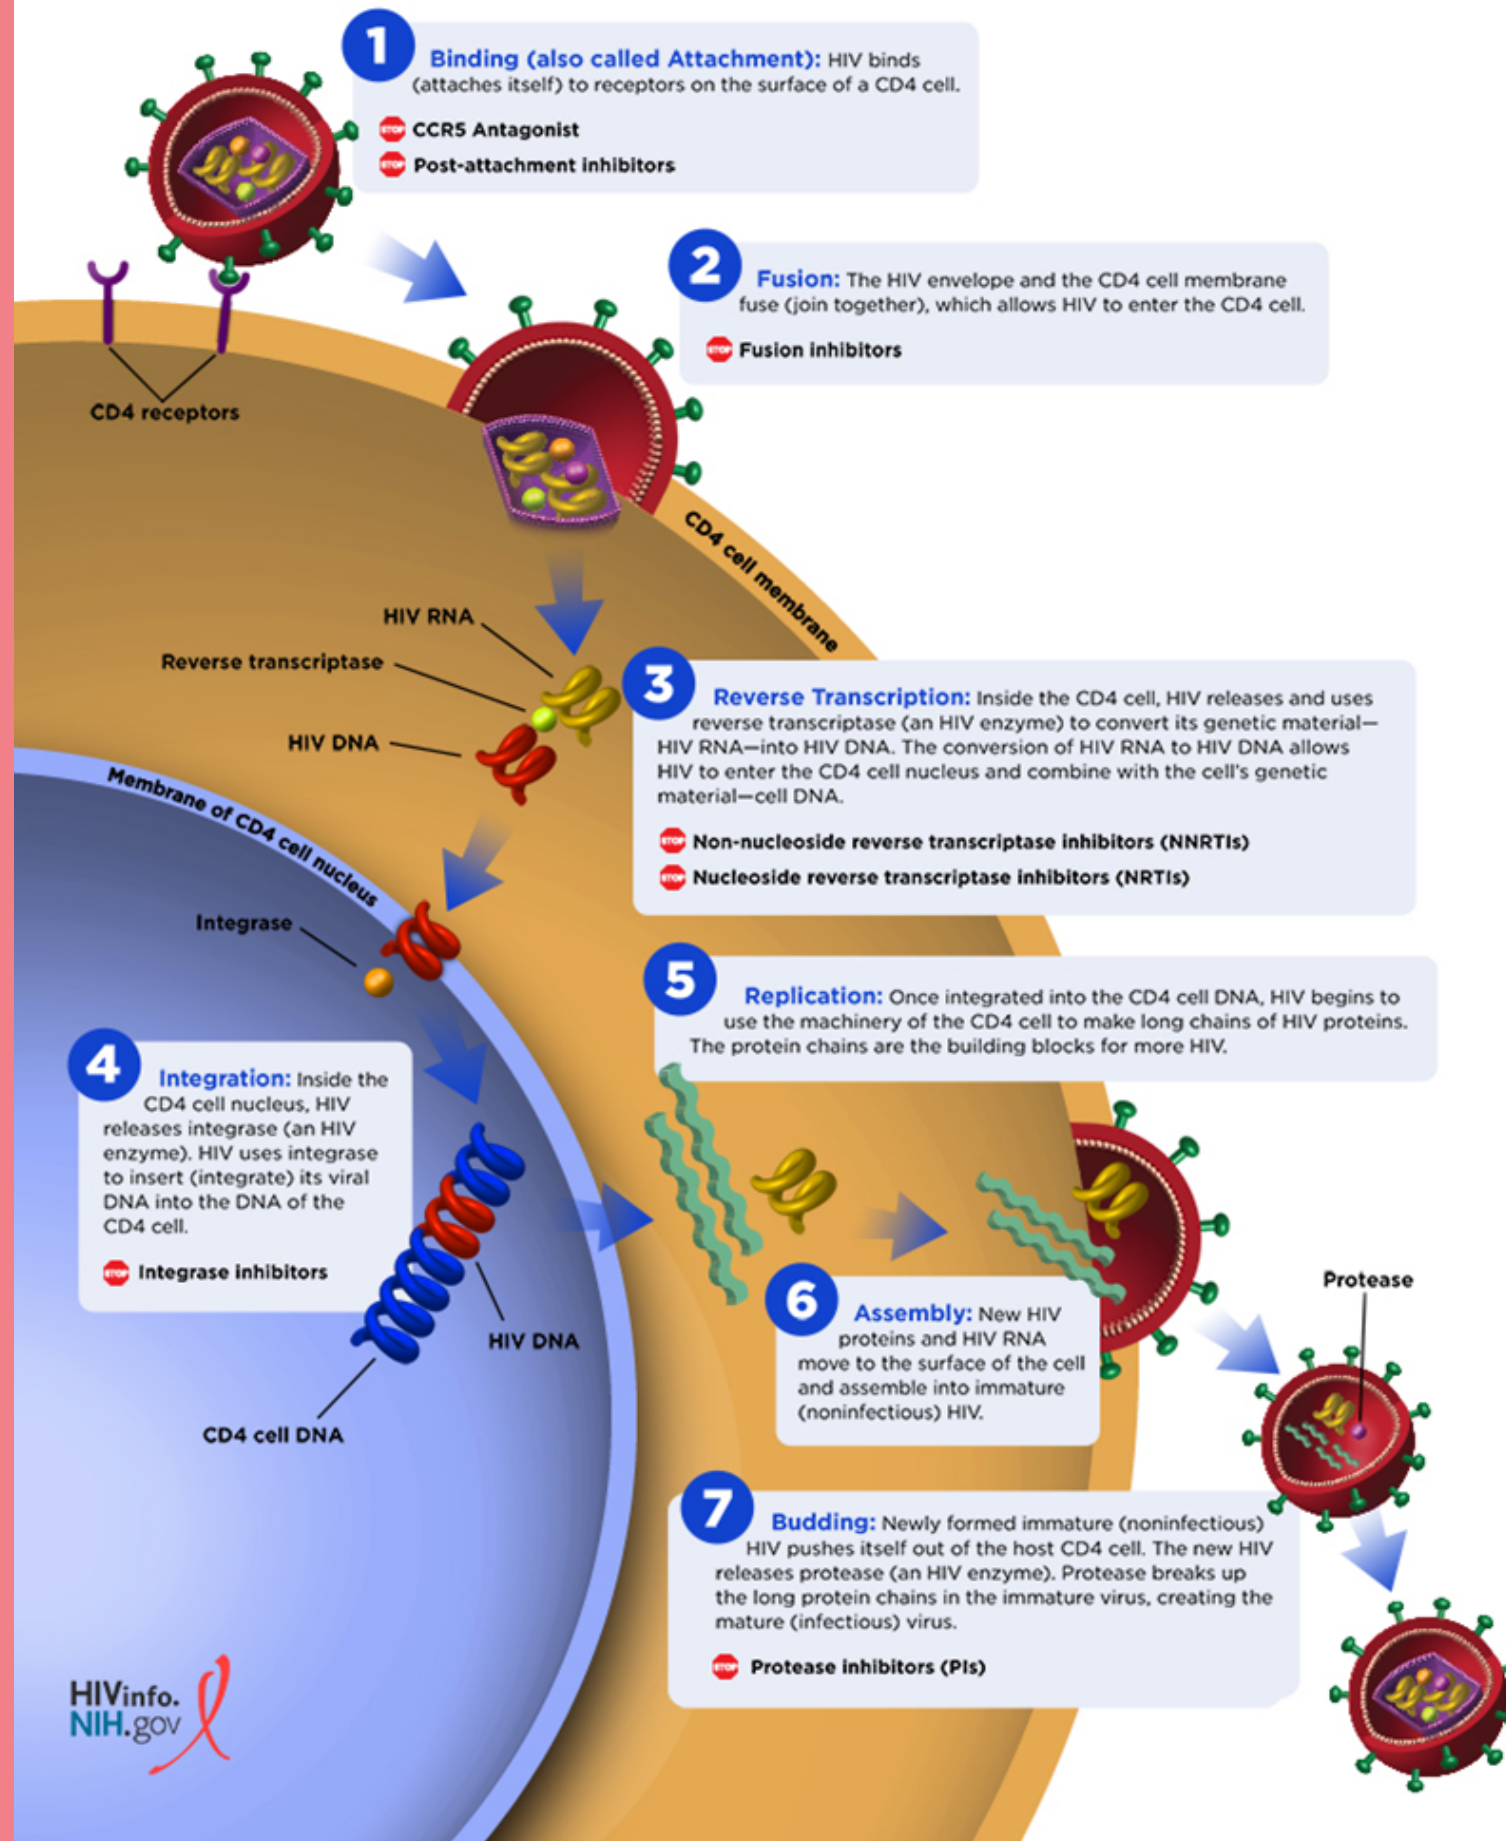 1
Binding (also called Attachment): HIV binds
(attaches itself) to receptors on the surface of a CD4 cell.
STOP CCR5 Antagonist
STOP Post-attachment inhibitors
2
Fusion: The HIV envelope and the CD4 cell membrane
fuse (join together), which allows HIV to enter the CD4 cell.
STOP Fusion inhibitors
CD4 receptors
CD4 cell membrane
HIV RNA
Reverse transcriptase
HIV DNA
3
Reverse Transcription: Inside the CD4 cell, HIV releases and uses
reverse transcriptase (an HIV enzyme) to convert its genetic material—
HIV RNA—into HIV DNA. The conversion of HIV RNA to HIV DNA allows
HIV to enter the CD4 cell nucleus and combine with the cell's genetic
material—cell DNA.
STOP Non-nucleoside reverse transcriptase inhibitors (NNRTIs)
STOP Nucleoside reverse transcriptase inhibitors (NRTIs)
Membrane of CD4 cell nucleus
Integrase
4
Integration: Inside the
CD4 cell nucleus, HIV
releases integrase (an HIV
enzyme). HIV uses integrase
to insert (integrate) its viral
DNA into the DNA of the
CD4 cell.
STOP Integrase inhibitors
HIV DNA
CD4 cell DNA
5
Replication: Once integrated into the CD4 cell DNA, HIV begins to
use the machinery of the CD4 cell to make long chains of HIV proteins.
The protein chains are the building blocks for more HIV.
6
Assembly: New HIV
proteins and HIV RNA
move to the surface of the cell
and assemble into immature
(noninfectious) HIV.
Protease
7
Budding: Newly formed immature (noninfectious)
HIV pushes itself out of the host CD4 cell. The new HIV
releases protease (an HIV enzyme). Protease breaks up
the long protein chains in the immature virus, creating the
mature (infectious) virus.
STOP Protease inhibitors (PIs)
HIVinfo.
NIH.gov